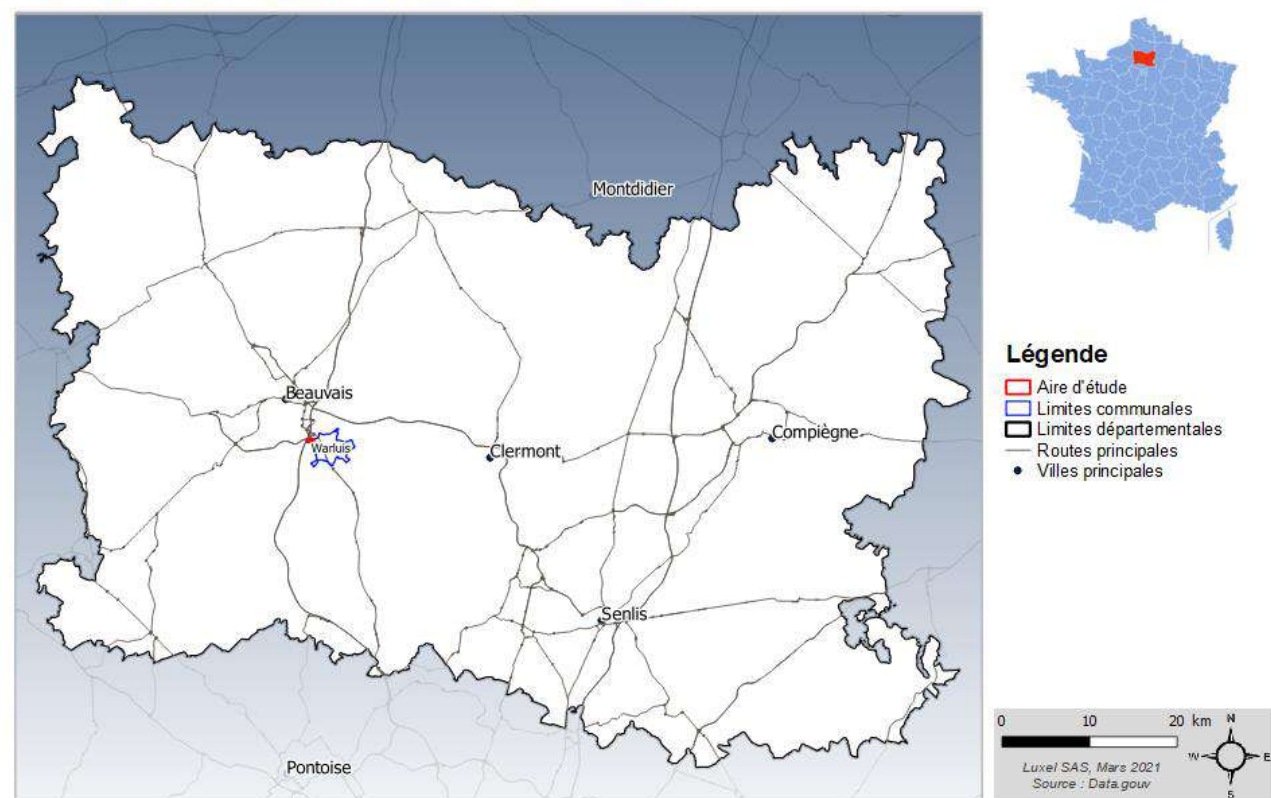 Montdidier
Beauvais
Warluis
Clermont
Compiègne
Senlis
Pontoise
Légende
Aire d'étude
Limites communales
Limites départementales
Routes principales
Villes principales
0 10 20 km
N
W E
S
Luxel SAS, Mars 2021
Source : Data.gouv